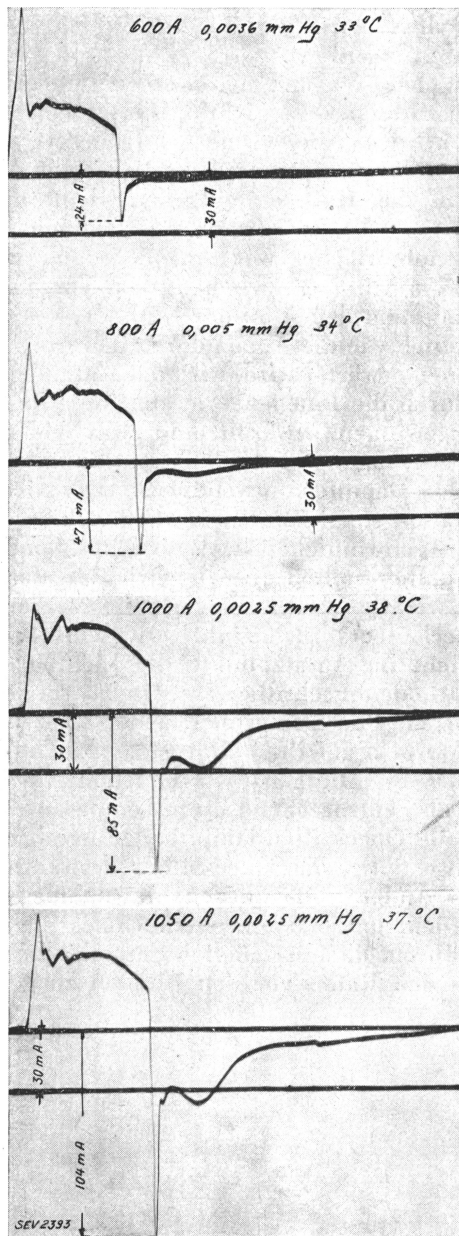 600 A 0,0036 mm Hg 33°C
24 mA
30 mA
800 A 0,005 mm Hg 34°C
47 mA
30 mA
1000 A 0,0025 mm Hg 38°C
30 mA
85 mA
1050 A 0,0025 mm Hg 37°C
30 mA
104 mA
SEV 2393